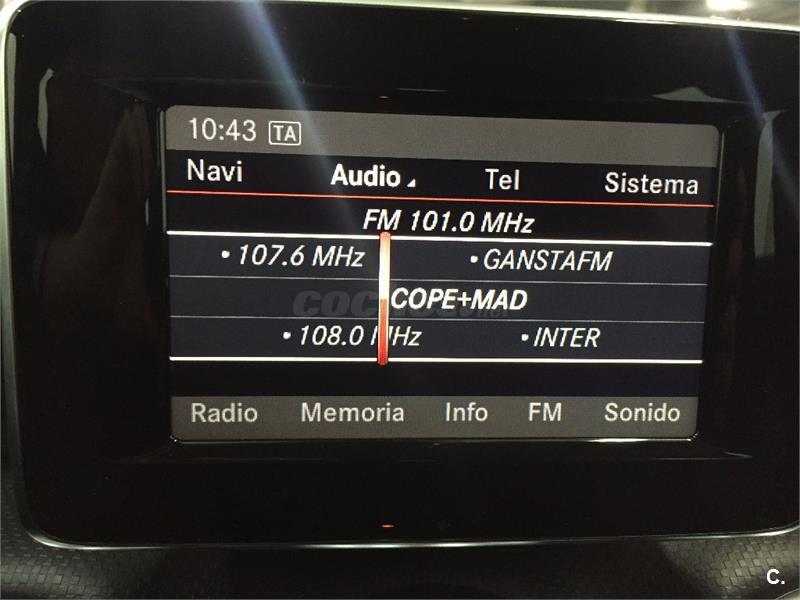 10:43 TA
Navi Audio Tel Sistema
FM 101.0 MHz
• 107.6 MHz • GANSTAFM
COPE+MAD
• 108.0 MHz • INTER
Radio Memoria Info FM Sonido
C.